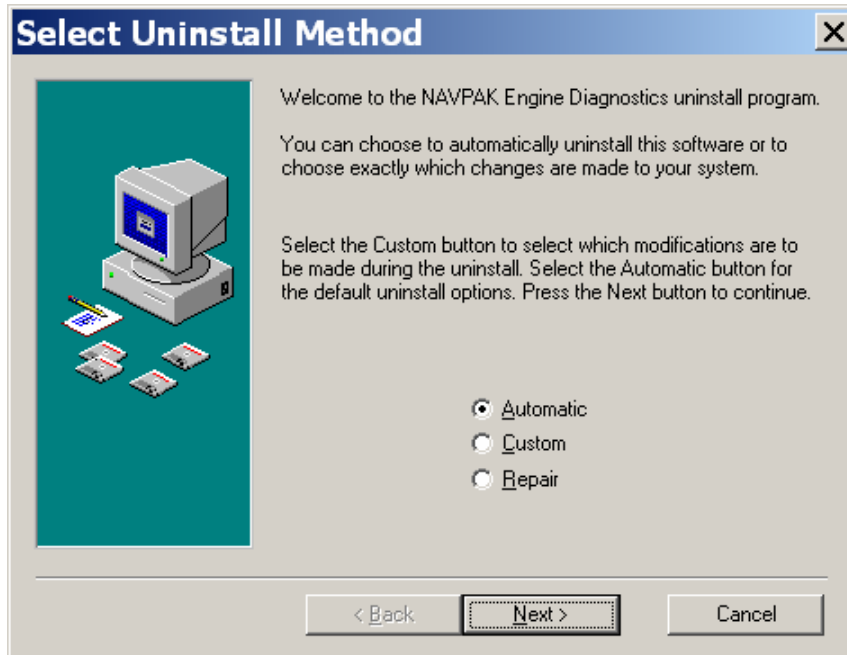 Select Uninstall Method
Welcome to the NAVPAK Engine Diagnostics uninstall program.
You can choose to automatically uninstall this software or to
choose exactly which changes are made to your system.
Select the Custom button to select which modifications are to
be made during the uninstall. Select the Automatic button for
the default uninstall options. Press the Next button to continue.
Automatic
Custom
Repair
< Back
Next >
Cancel